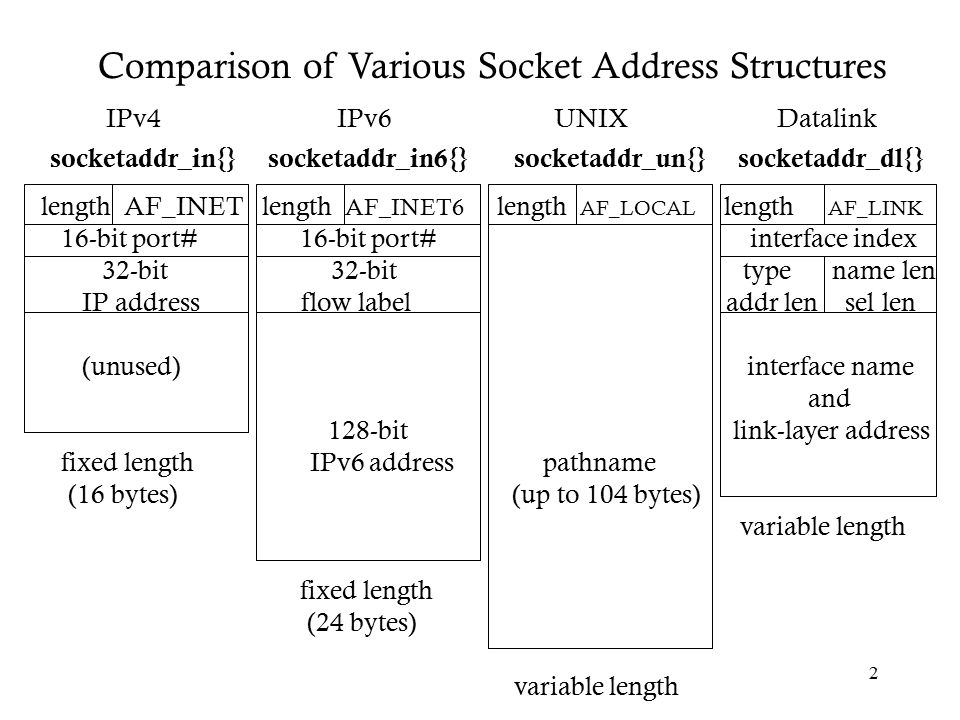 Comparison of Various Socket Address Structures
IPv4 IPv6 UNIX Datalink
socketaddr_in{} socketaddr_in6{} socketaddr_un{} socketaddr_dl{}
length AF_INET length AF_INET6 length AF_LOCAL length AF_LINK
16-bit port# 16-bit port# interface index
32-bit 32-bit type name len
IP address flow label addr len sel len
(unused) interface name
and
128-bit link-layer address
fixed length IPv6 address pathname
(16 bytes) (up to 104 bytes)
variable length
fixed length
(24 bytes)
2
variable length